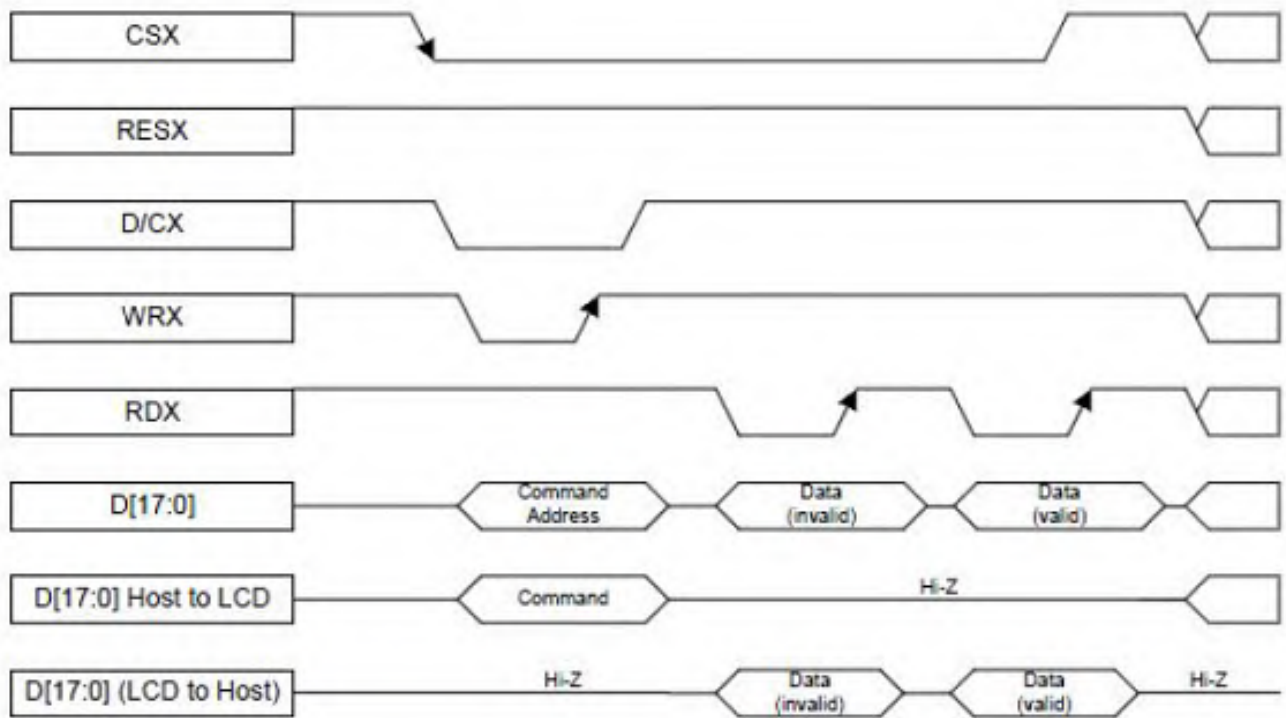 CSX
RESX
D/CX
WRX
RDX
D[17:0]
Command
Address
Data
(invalid)
Data
(valid)
D[17:0] Host to LCD
Command
Hi-Z
D[17:0] (LCD to Host)
Hi-Z
Data
(invalid)
Data
(valid)
Hi-Z